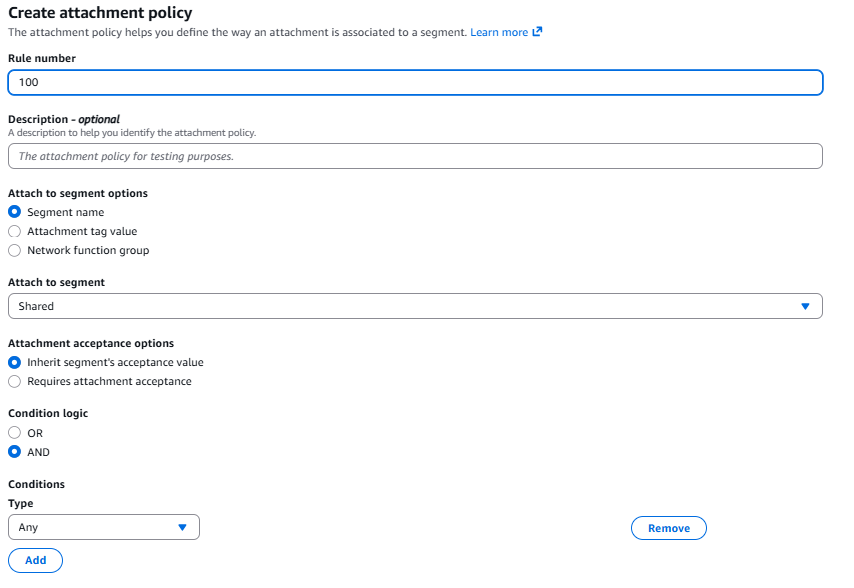 Create attachment policy
The attachment policy helps you define the way an attachment is associated to a segment. Learn more
Rule number
100
Description - optional
A description to help you identify the attachment policy.
The attachment policy for testing purposes.
Attach to segment options
Segment name
Attachment tag value
Network function group
Attach to segment
Shared
Attachment acceptance options
Inherit segment's acceptance value
Requires attachment acceptance
Condition logic
OR
AND
Conditions
Type
Any
Remove
Add